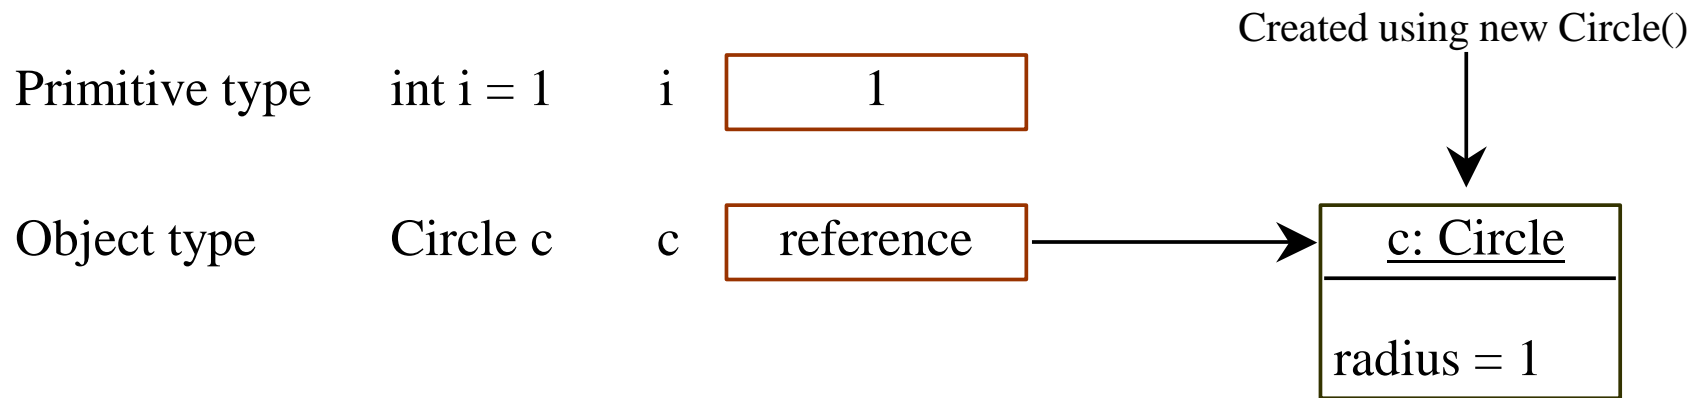 Created using new Circle()
Primitive type int i = 1 i 1
Object type Circle c c reference c: Circle
radius = 1